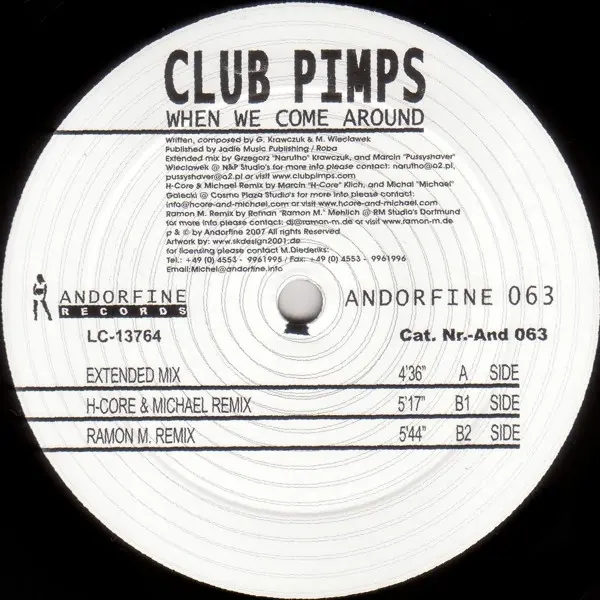 CLUB PIMPS
WHEN WE COME AROUND
Written, composed by G. Krawczuk & M. Wieclawek
Published by Jadie Music Publishing / Roba
Extended mix by Grzegorz "Narutho" Krawczuk, and Marcin "Pussyshaver"
Wieclawek @ N&P Studio's for more info please contact: narutho@o2.pl,
pussyshaver@o2.pl or visit www.clubpimps.com
H-Core & Michael Remix by Marcin "H-Core" Klich, and Michal "Michael"
Galecki @ Cosmo Plaza Studio's for more info please contact:
info@hcore-and-michael.com or visit www.hcore-and-michael.com
Ramon M. Remix by Rethan "Ramon M." Mehlich @ RM Studio's Dortmund
for more info please contact: dj@ramon-m.de or visit www.ramon-m.de
p & © by Andorfine 2007 All rights Reserved
Artwork by: www.skdesign2001.de
for licensing please contact M.Diederiks:
Tel.: +49 (0) 4553 - 9961995 / Fax: +49 (0) 4553 - 9961996
Email:Michel@andorfine.info
ANDORFINE
RECORDS
ANDORFINE 063
LC-13764
Cat. Nr.-And 063
EXTENDED MIX 4'36" A SIDE
H-CORE & MICHAEL REMIX 5'17" B1 SIDE
RAMON M. REMIX 5'44" B2 SIDE